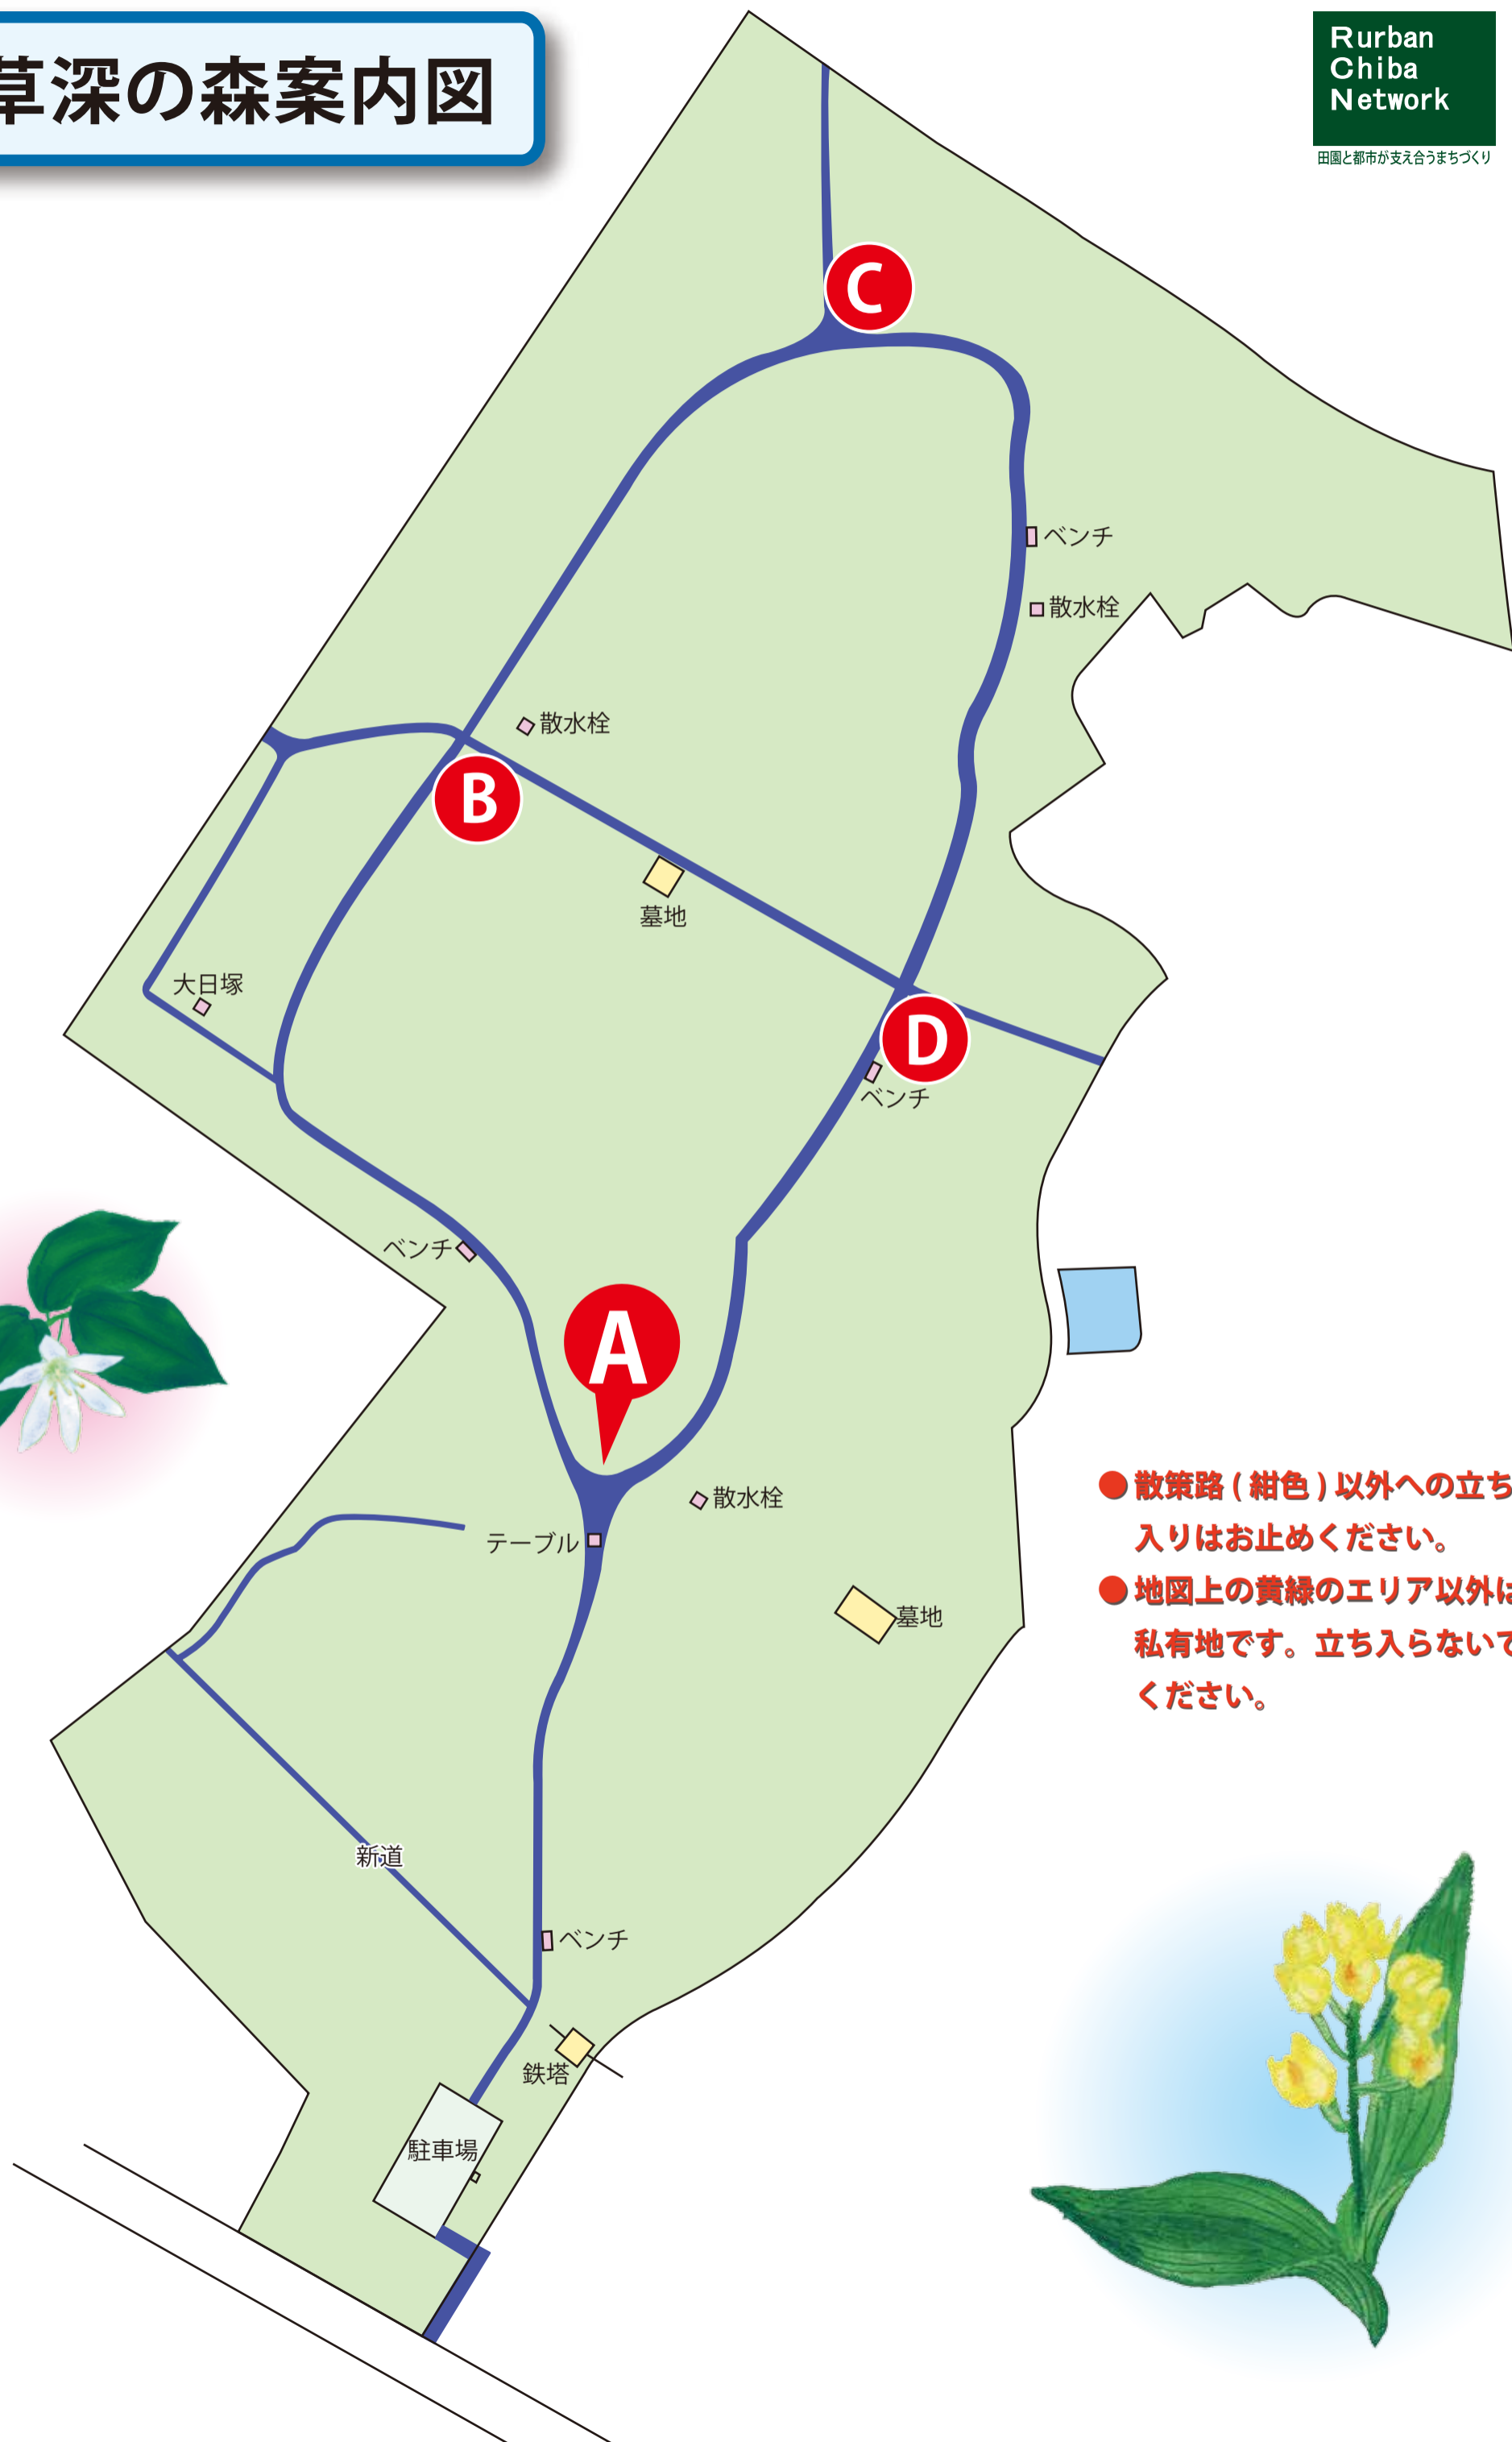 草深の森案内図
Rurban
Chiba
Network
田園と都市が支え合うまちづくり
C
ベンチ
散水栓
散水栓
B
墓地
大日塚
D
ベンチ
ベンチ
A
散水栓
テーブル
墓地
●散策路(紺色)以外への立ち
入りはお止めください。
●地図上の黄緑のエリア以外は
私有地です。立ち入らないで
ください。
新道
ベンチ
鉄塔
駐車場